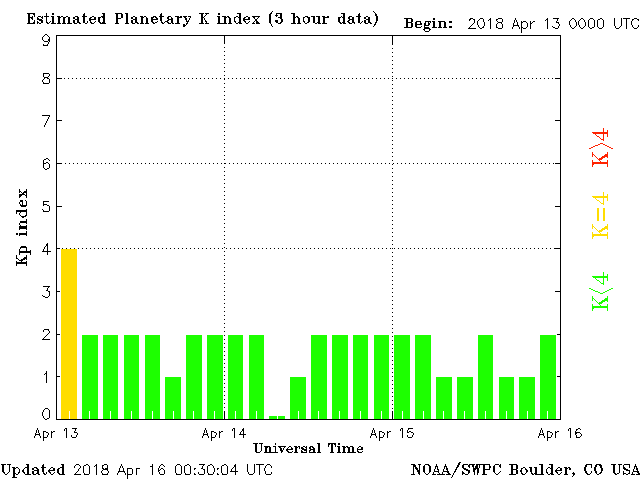 Estimated Planetary K index (3 hour data)
Begin: 2018 Apr 13 0000 UTC
9
8
7
6
5
4
3
2
1
0
Kp index
Apr 13
Apr 14
Apr 15
Apr 16
Universal Time
K>4
K=4
K<4
Updated 2018 Apr 16 00:30:04 UTC
NOAA/SWPC Boulder, CO USA